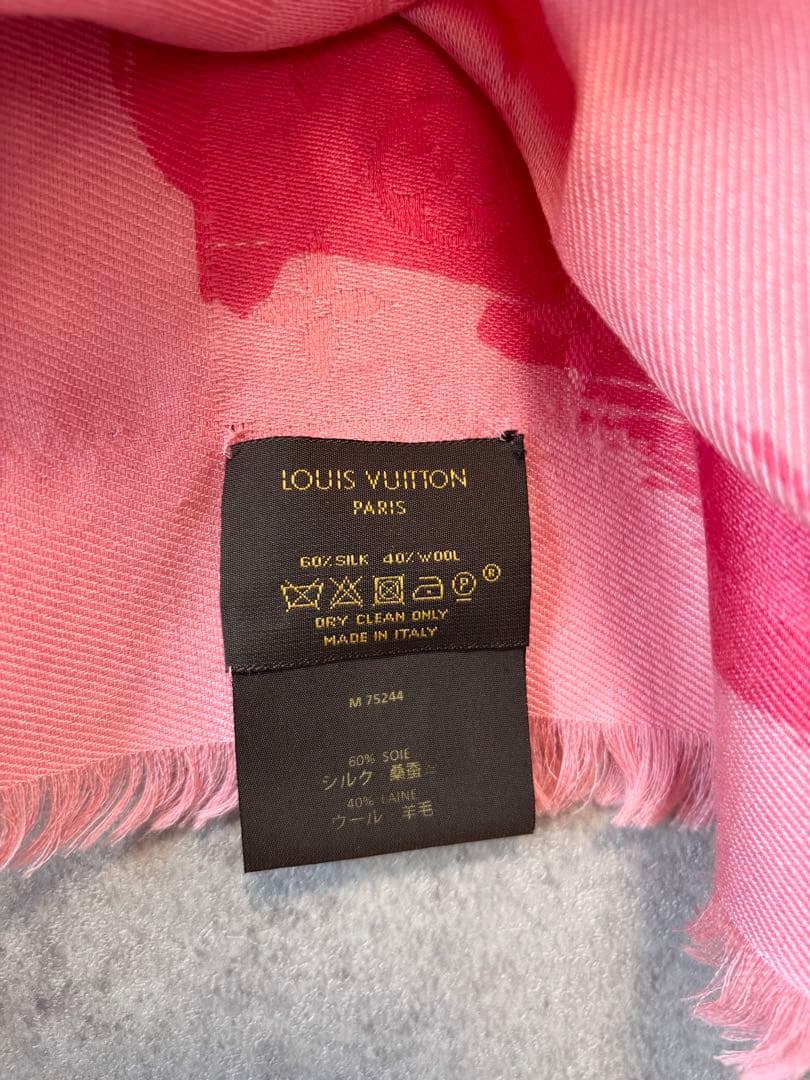 LOUIS VUITTON
PARIS
60% SILK 40% WOOL
P ®
DRY CLEAN ONLY
MADE IN ITALY
M 75244
60% SOIE
シルク 桑蚕
40% LAINE
ウール 羊毛